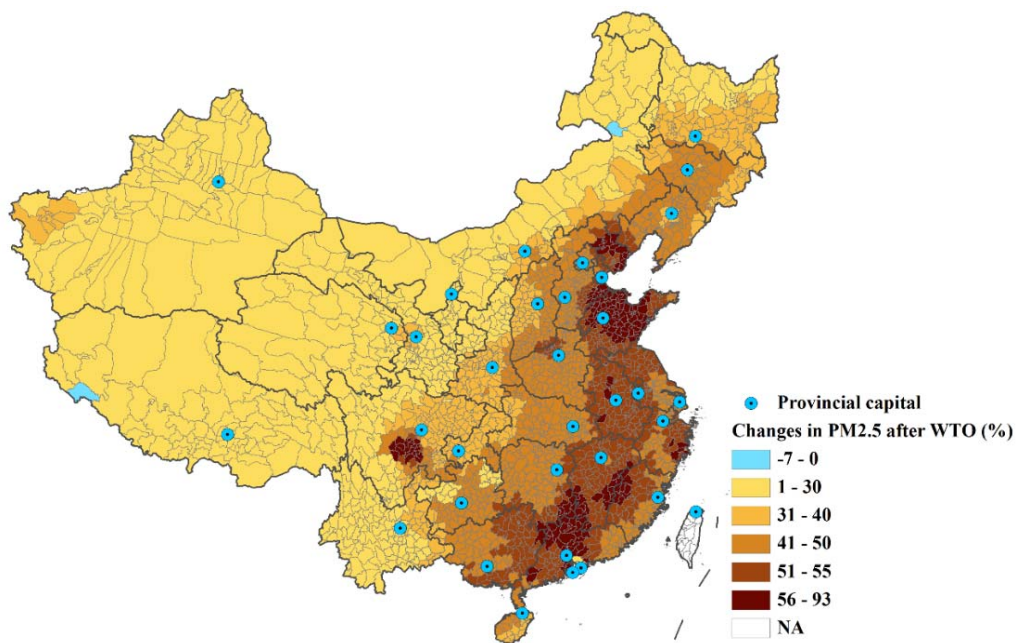 Provincial capital
Changes in PM2.5 after WTO (%)
-7 - 0
1 - 30
31 - 40
41 - 50
51 - 55
56 - 93
NA